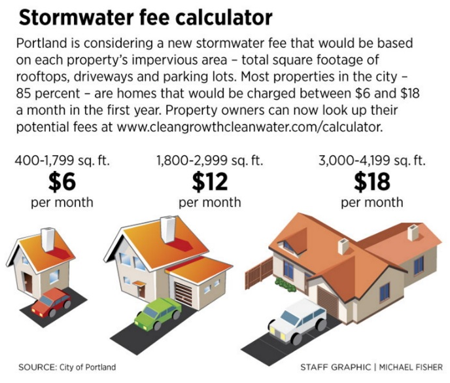 Stormwater fee calculator
Portland is considering a new stormwater fee that would be based
on each property's impervious area – total square footage of
rooftops, driveways and parking lots. Most properties in the city –
85 percent – are homes that would be charged between $6 and $18
a month in the first year. Property owners can now look up their
potential fees at www.cleangrowthcleanwater.com/calculator.
400-1,799 sq. ft.
$6
per month
1,800-2,999 sq. ft.
$12
per month
3,000-4,199 sq. ft.
$18
per month
SOURCE: City of Portland
STAFF GRAPHIC | MICHAEL FISHER